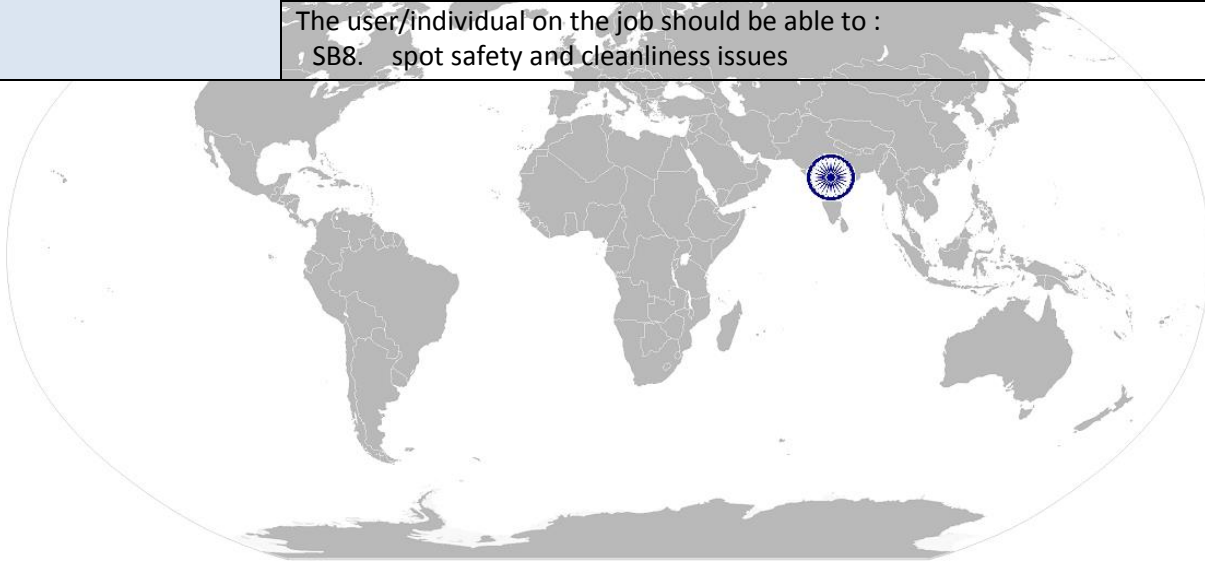 The user/individual on the job should be able to :
SB8. spot safety and cleanliness issues